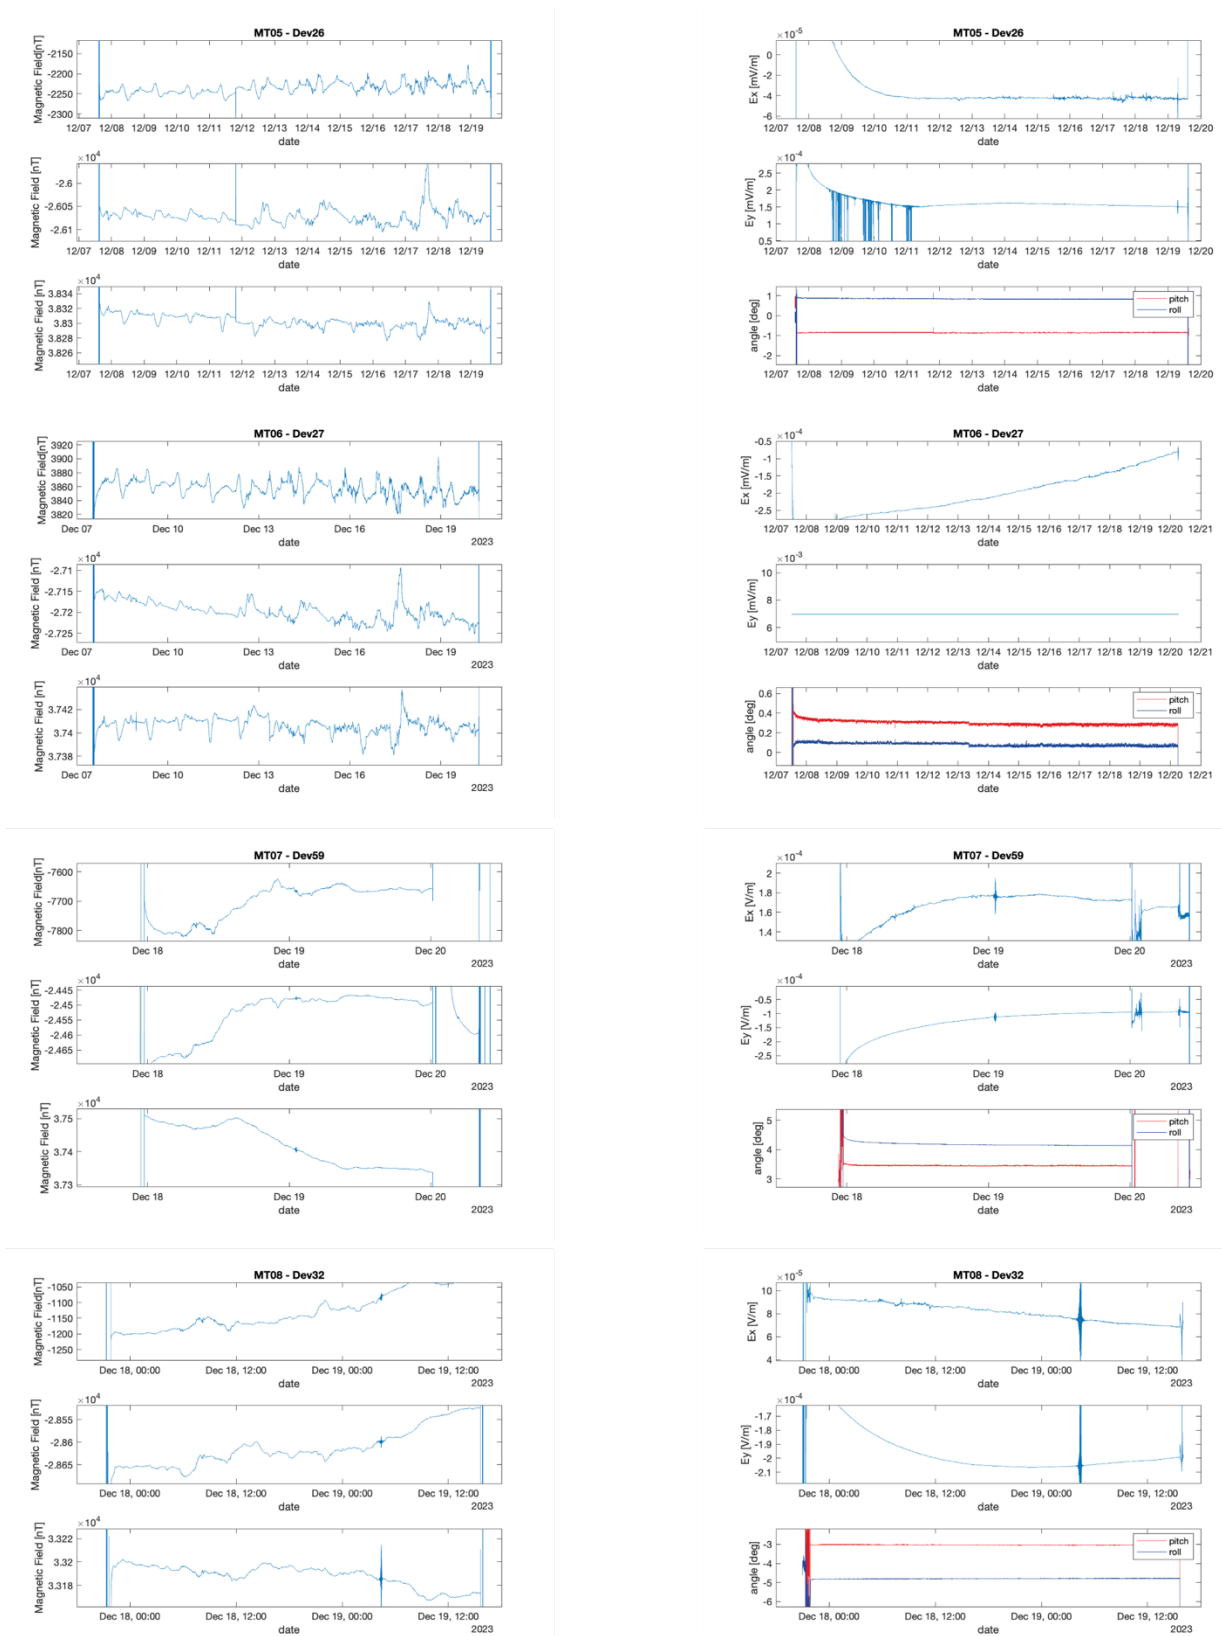 MT05 - Dev26
Magnetic Field[nT]
-2150
-2200
-2250
-2300
12/07 12/08 12/09 12/10 12/11 12/12 12/13 12/14 12/15 12/16 12/17 12/18 12/19
date
×10⁴
Magnetic Field [nT]
-2.6
-2.605
-2.61
12/07 12/08 12/09 12/10 12/11 12/12 12/13 12/14 12/15 12/16 12/17 12/18 12/19
date
×10⁴
Magnetic Field [nT]
3.834
3.832
3.83
3.828
3.826
12/07 12/08 12/09 12/10 12/11 12/12 12/13 12/14 12/15 12/16 12/17 12/18 12/19
date
MT05 - Dev26
×10⁻⁵
Ex [mV/m]
0
-2
-4
-6
12/07 12/08 12/09 12/10 12/11 12/12 12/13 12/14 12/15 12/16 12/17 12/18 12/19 12/20
date
×10⁻⁴
Ey [mV/m]
2.5
2
1.5
1
0.5
12/07 12/08 12/09 12/10 12/11 12/12 12/13 12/14 12/15 12/16 12/17 12/18 12/19 12/20
date
angle [deg]
1
0
-1
-2
pitch
roll
12/07 12/08 12/09 12/10 12/11 12/12 12/13 12/14 12/15 12/16 12/17 12/18 12/19 12/20
date
MT06 - Dev27
Magnetic Field[nT]
3920
3900
3880
3860
3840
3820
Dec 07 Dec 10 Dec 13 Dec 16 Dec 19
date
2023
×10⁴
Magnetic Field [nT]
-2.71
-2.715
-2.72
-2.725
Dec 07 Dec 10 Dec 13 Dec 16 Dec 19
date
2023
×10⁴
Magnetic Field [nT]
3.742
3.74
3.738
Dec 07 Dec 10 Dec 13 Dec 16 Dec 19
date
2023
MT06 - Dev27
×10⁻⁴
Ex [mV/m]
-0.5
-1
-1.5
-2
-2.5
12/07 12/08 12/09 12/10 12/11 12/12 12/13 12/14 12/15 12/16 12/17 12/18 12/19 12/20 12/21
date
×10⁻³
Ey [mV/m]
10
8
6
12/07 12/08 12/09 12/10 12/11 12/12 12/13 12/14 12/15 12/16 12/17 12/18 12/19 12/20 12/21
date
angle [deg]
0.6
0.4
0.2
0
pitch
roll
12/07 12/08 12/09 12/10 12/11 12/12 12/13 12/14 12/15 12/16 12/17 12/18 12/19 12/20 12/21
date
MT07 - Dev59
Magnetic Field[nT]
-7600
-7700
-7800
Dec 18 Dec 19 Dec 20
date
2023
×10⁴
Magnetic Field [nT]
-2.445
-2.45
-2.455
-2.46
-2.465
Dec 18 Dec 19 Dec 20
date
2023
×10⁴
Magnetic Field [nT]
3.75
3.74
3.73
Dec 18 Dec 19 Dec 20
date
2023
MT07 - Dev59
×10⁻⁴
Ex [V/m]
2
1.8
1.6
1.4
Dec 18 Dec 19 Dec 20
date
2023
×10⁻⁴
Ey [V/m]
-0.5
-1
-1.5
-2
-2.5
Dec 18 Dec 19 Dec 20
date
2023
angle [deg]
5
4
3
pitch
roll
Dec 18 Dec 19 Dec 20
date
2023
MT08 - Dev32
Magnetic Field[nT]
-1050
-1100
-1150
-1200
-1250
Dec 18, 00:00 Dec 18, 12:00 Dec 19, 00:00 Dec 19, 12:00
date
2023
×10⁴
Magnetic Field [nT]
-2.855
-2.86
-2.865
Dec 18, 00:00 Dec 18, 12:00 Dec 19, 00:00 Dec 19, 12:00
date
2023
×10⁴
Magnetic Field [nT]
3.322
3.32
3.318
Dec 18, 00:00 Dec 18, 12:00 Dec 19, 00:00 Dec 19, 12:00
date
2023
MT08 - Dev32
×10⁻⁵
Ex [V/m]
10
8
6
4
Dec 18, 00:00 Dec 18, 12:00 Dec 19, 00:00 Dec 19, 12:00
date
2023
×10⁻⁴
Ey [V/m]
-1.7
-1.8
-1.9
-2
-2.1
Dec 18, 00:00 Dec 18, 12:00 Dec 19, 00:00 Dec 19, 12:00
date
2023
angle [deg]
-3
-4
-5
-6
pitch
roll
Dec 18, 00:00 Dec 18, 12:00 Dec 19, 00:00 Dec 19, 12:00
date
2023